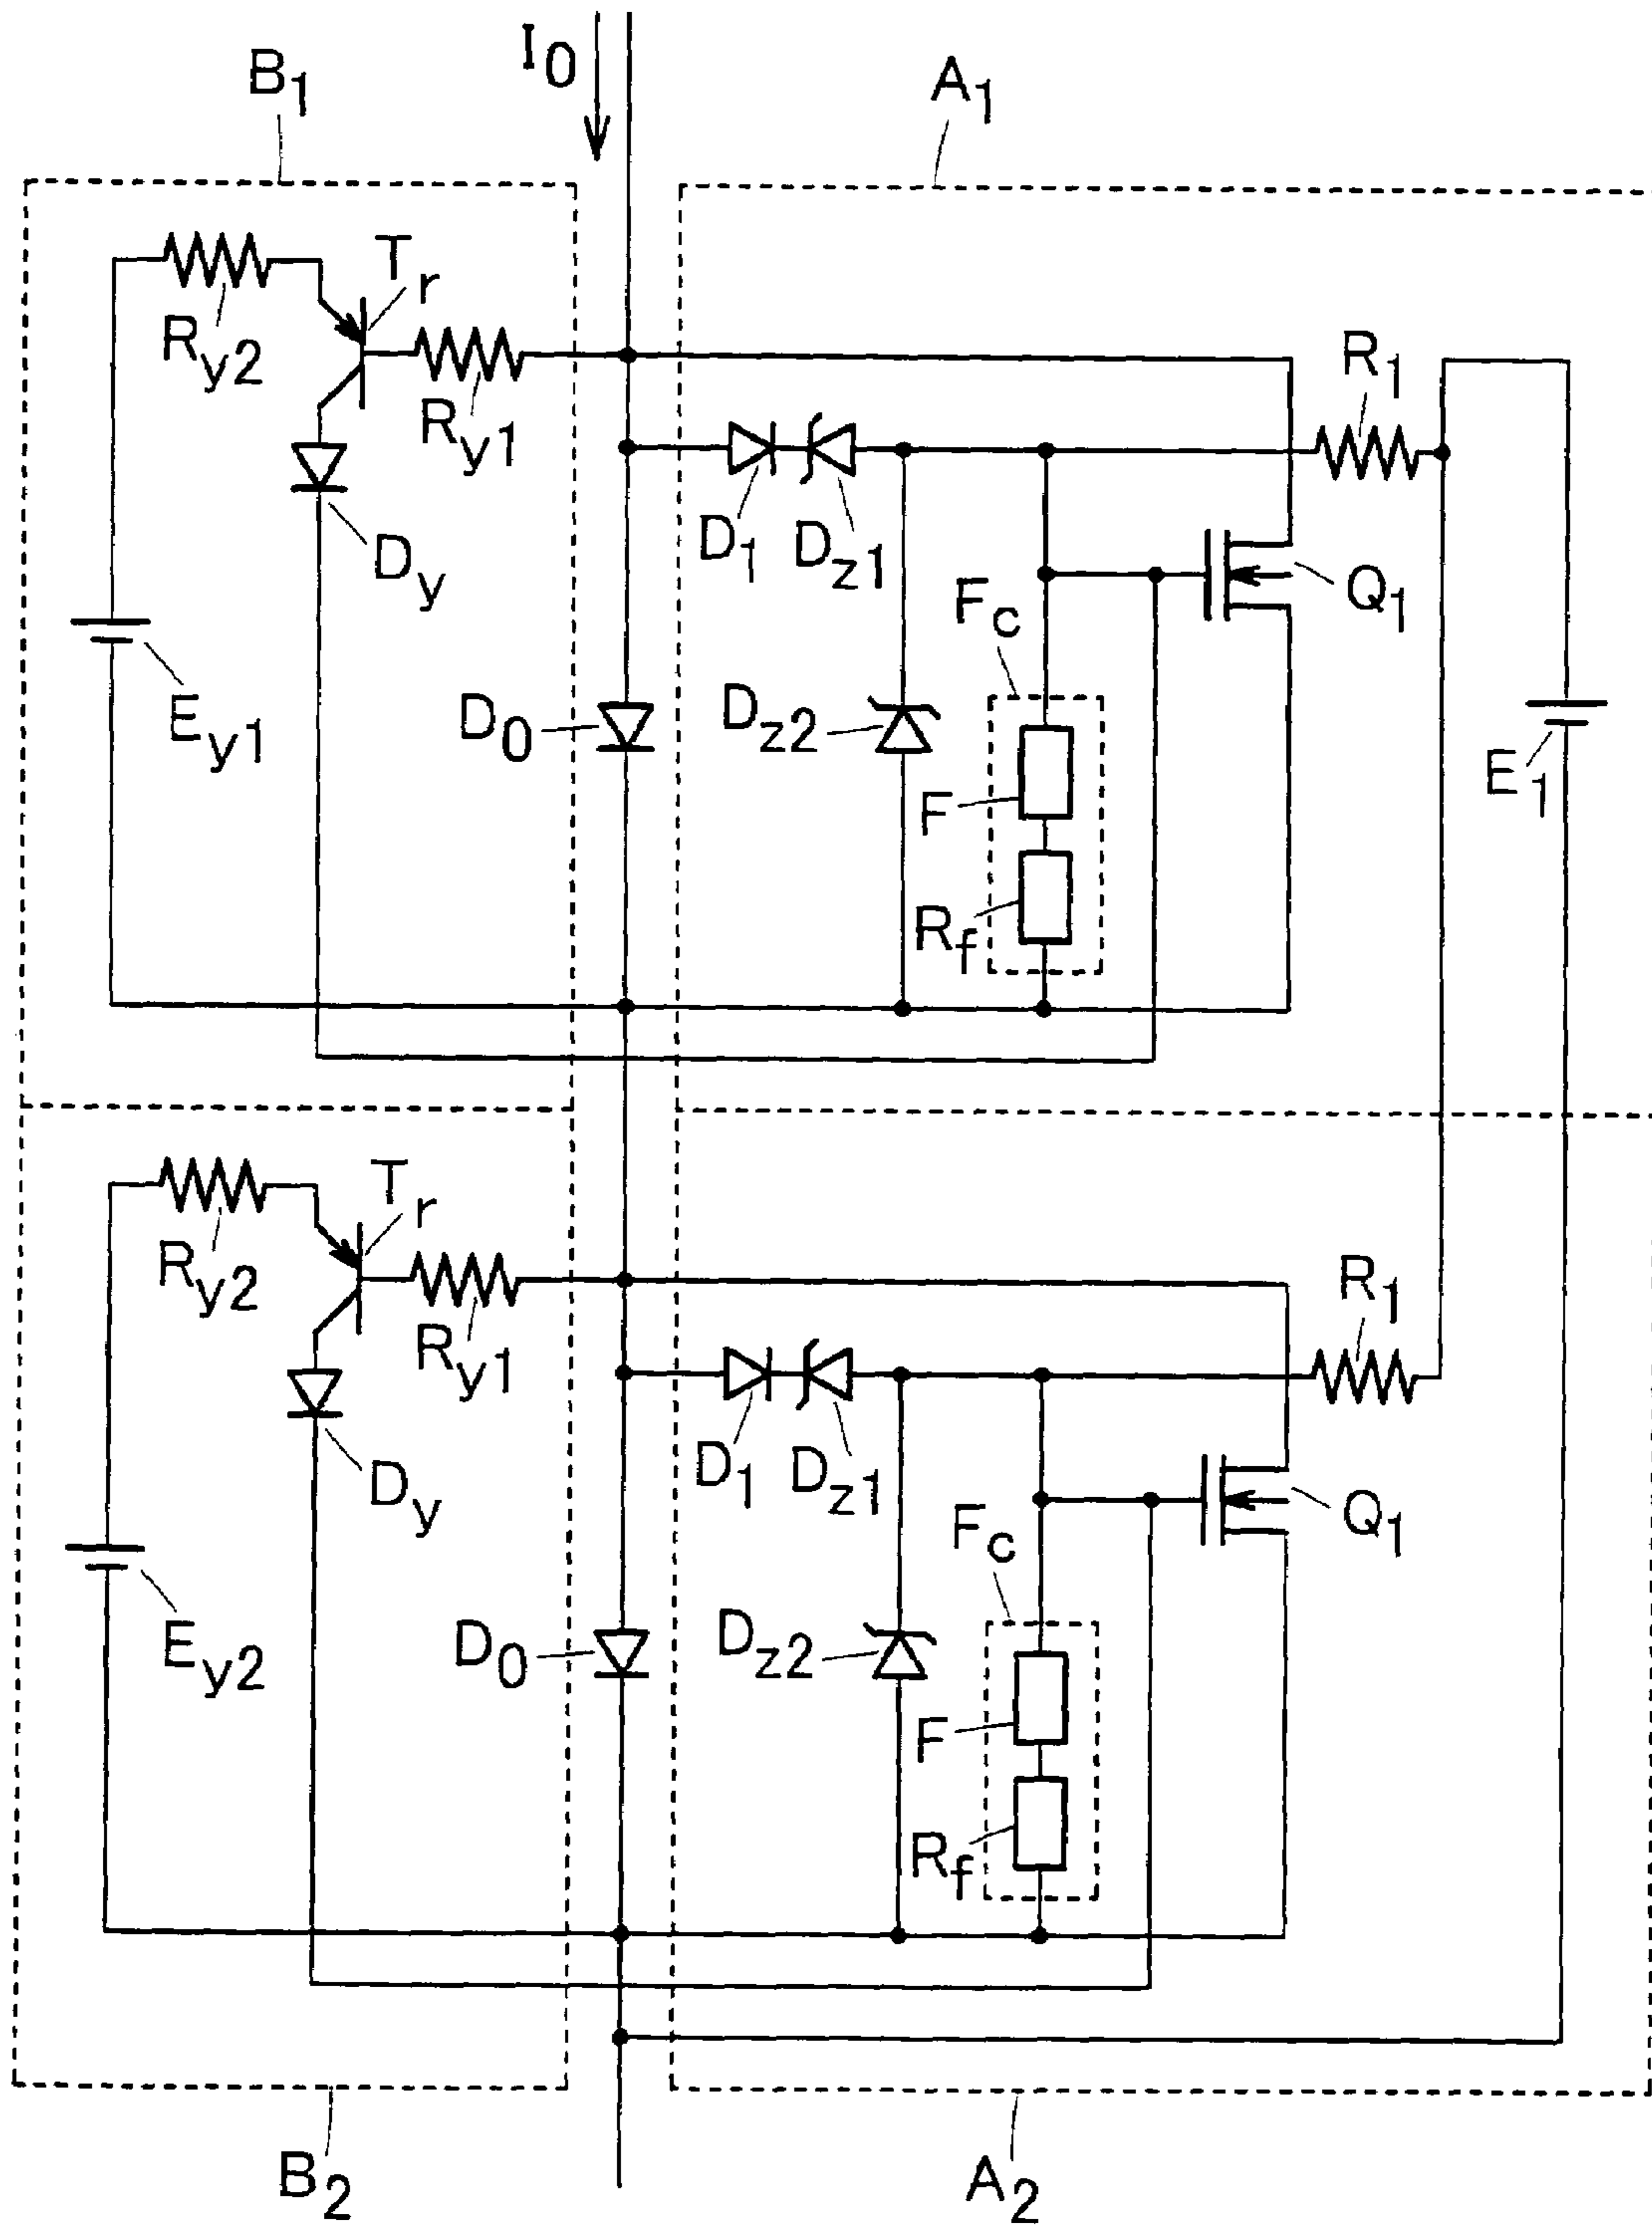 I0
B1
A1
Tr
Ry2
Ry1
R1
D1
Dz1
Dy
Q1
Fc
Ey1
D0
Dz2
E1
F
Rf
Tr
Ry2
Ry1
R1
D1
Dz1
Dy
Q1
Fc
Ey2
D0
Dz2
F
Rf
B2
A2